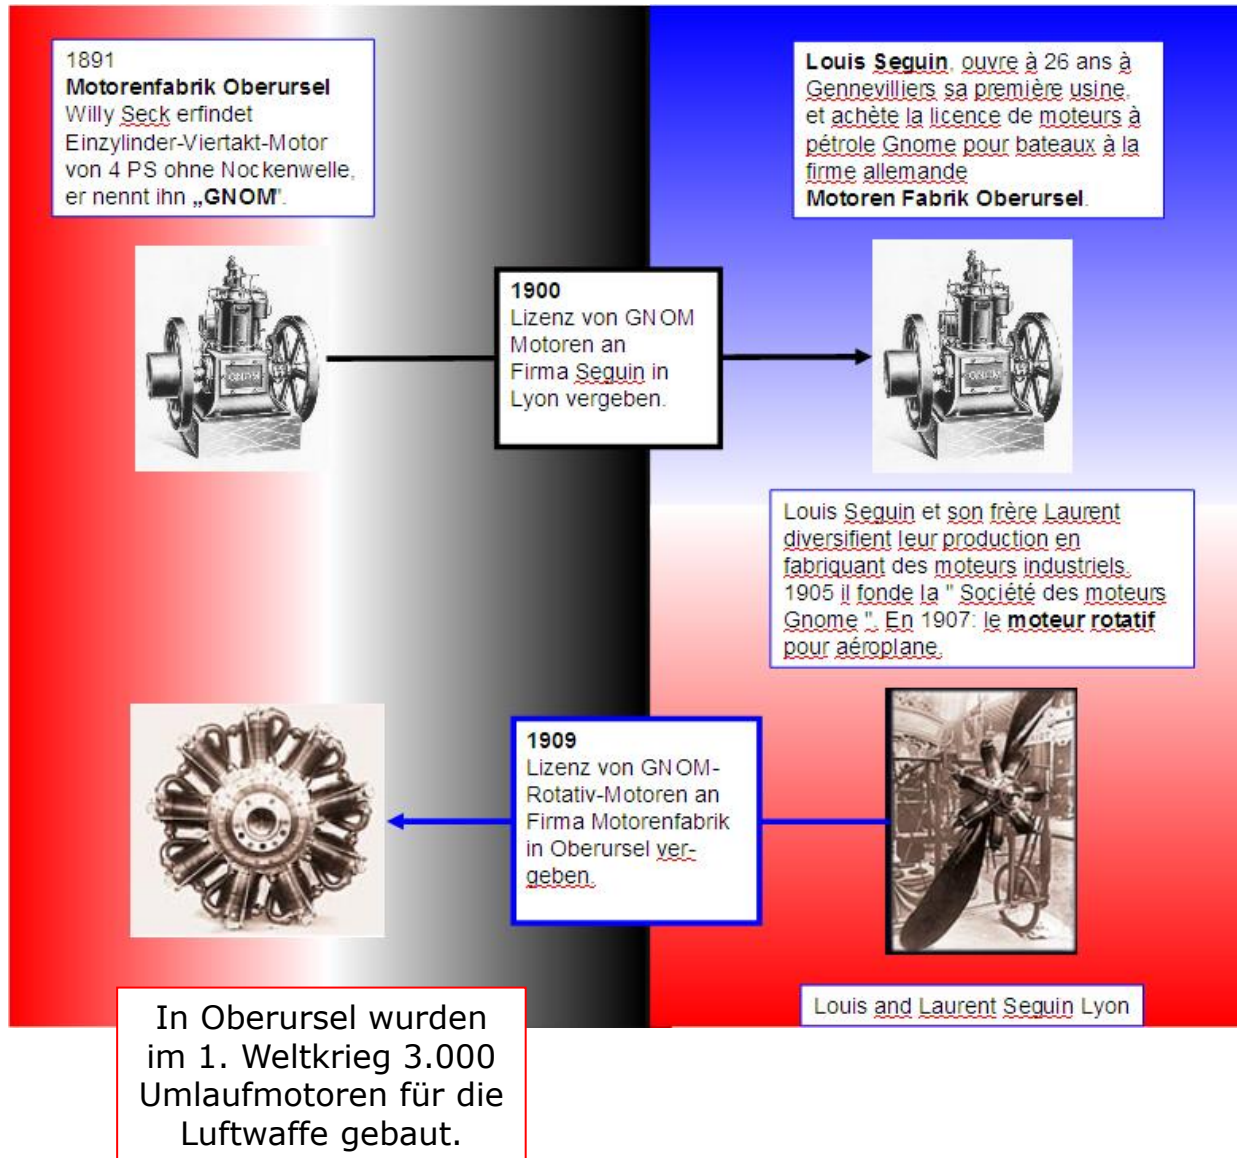 1891
Motorenfabrik Oberursel
Willy Seck erfindet
Einzylinder-Viertakt-Motor
von 4 PS ohne Nockenwelle,
er nennt ihn „GNOM".
Louis Seguin, ouvre à 26 ans à
Gennevilliers sa première usine,
et achète la licence de moteurs à
pétrole Gnome pour bateaux à la
firme allemande
Motoren Fabrik Oberursel.
GNOM
1900
Lizenz von GNOM
Motoren an
Firma Seguin in
Lyon vergeben.
GNOM
Louis Seguin et son frère Laurent
diversifient leur production en
fabriquant des moteurs industriels.
1905 il fonde la " Société des moteurs
Gnome ". En 1907: le moteur rotatif
pour aéroplane.
1909
Lizenz von GNOM-
Rotativ-Motoren an
Firma Motorenfabrik
in Oberursel ver-
geben.
Louis and Laurent Seguin Lyon
In Oberursel wurden
im 1. Weltkrieg 3.000
Umlaufmotoren für die
Luftwaffe gebaut.